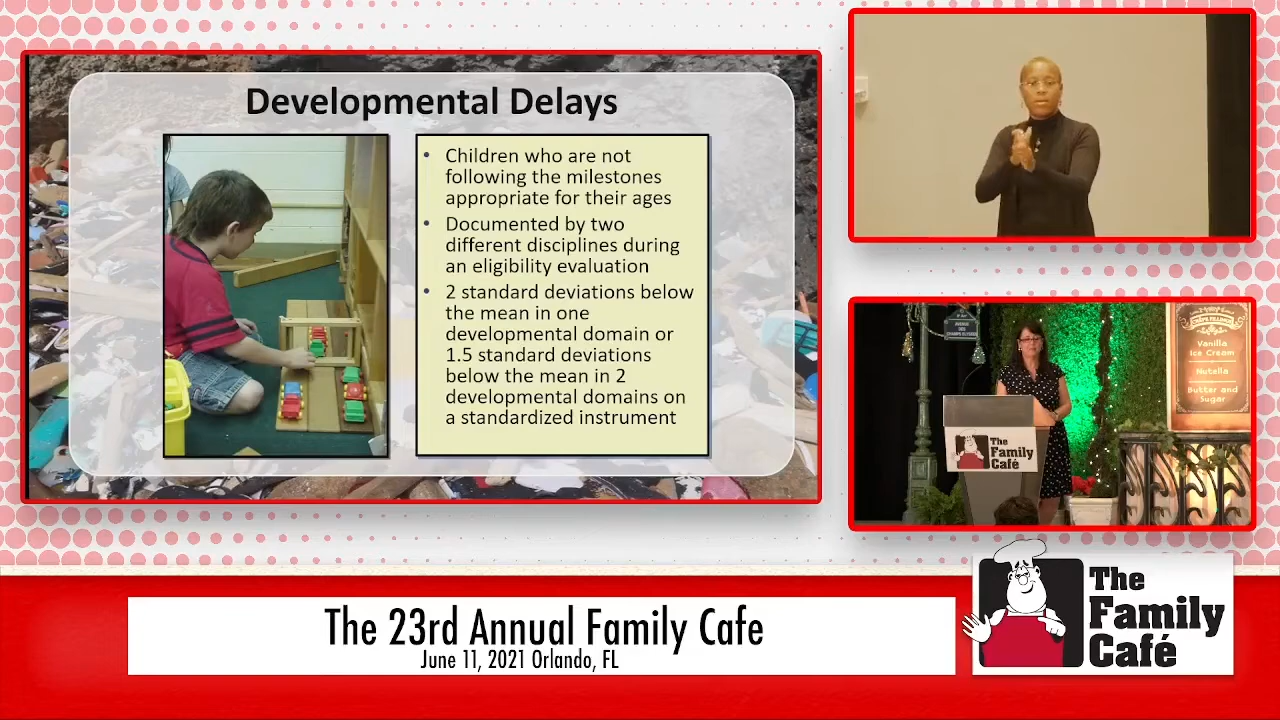 Developmental Delays
• Children who are not
following the milestones
appropriate for their ages
• Documented by two
different disciplines during
an eligibility evaluation
• 2 standard deviations below
the mean in one
developmental domain or
1.5 standard deviations
below the mean in 2
developmental domains on
a standardized instrument
Vanilla
Ice Cream
Nutella
Butter and
Sugar
The
Family
Café
The 23rd Annual Family Cafe
June 11, 2021 Orlando, FL
The
Family
Café